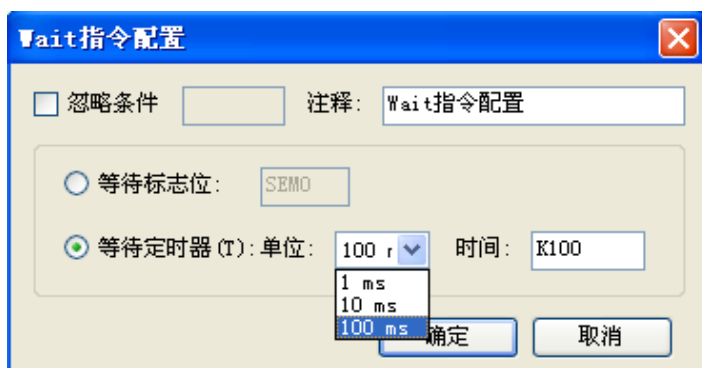 Wait指令配置
忽略条件 注释: Wait指令配置
等待标志位: SEM0
等待定时器(T):单位: 100 r 时间: K100
1 ms
10 ms
100 ms
确定 取消